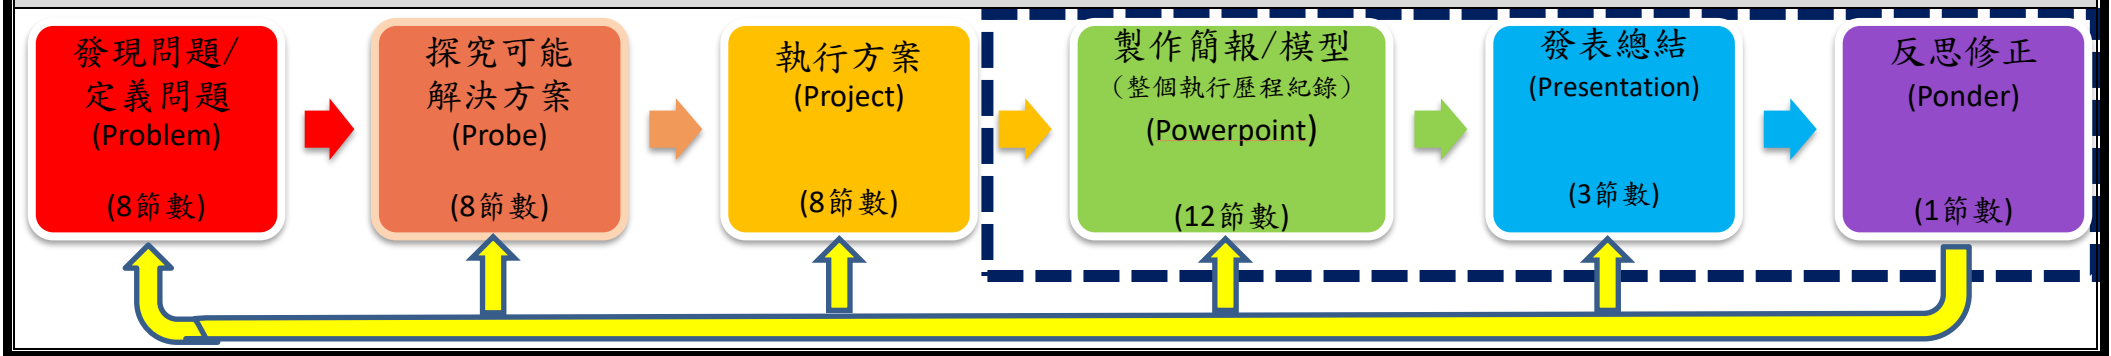 發現問題/
定義問題
(Problem)
(8節數)
探究可能
解決方案
(Probe)
(8節數)
執行方案
(Project)
(8節數)
製作簡報/模型
（整個執行歷程紀錄）
(Powerpoint)
(12節數)
發表總結
(Presentation)
(3節數)
反思修正
(Ponder)
(1節數)